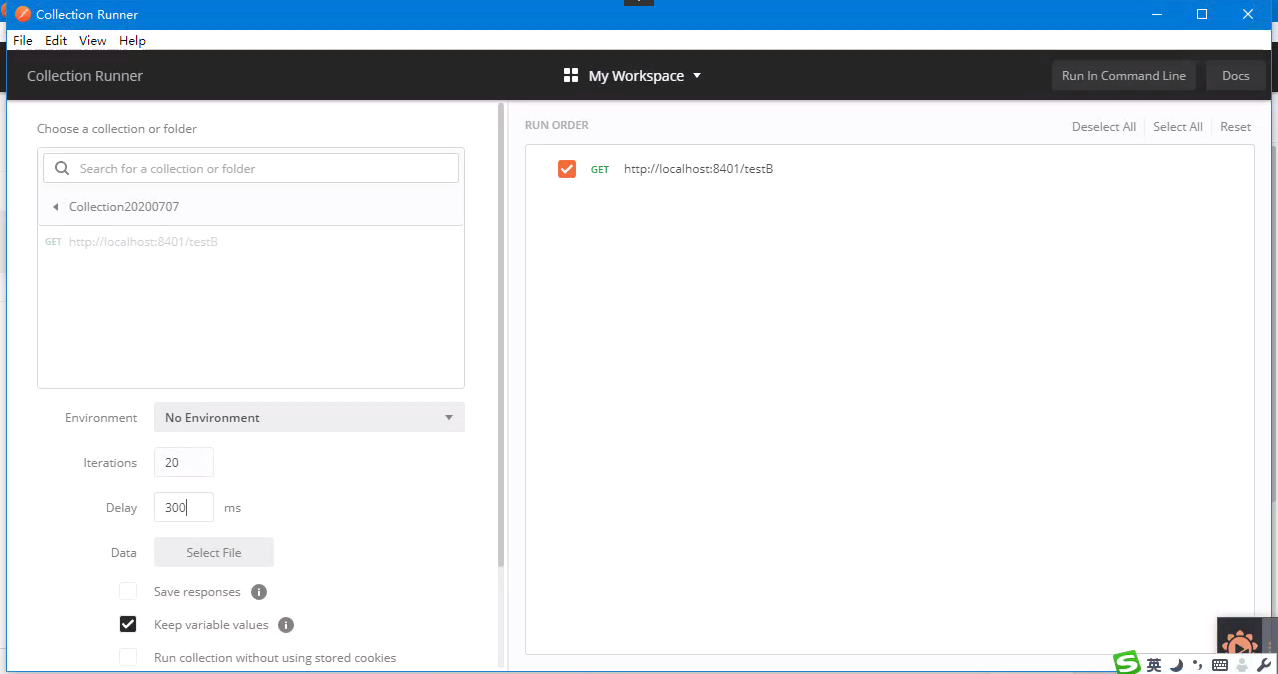 Collection Runner
File Edit View Help
Collection Runner
My Workspace
Run In Command Line
Docs
Choose a collection or folder
Search for a collection or folder
Collection20200707
GET http://localhost:8401/testB
Environment No Environment
Iterations 20
Delay 300 ms
Data Select File
Save responses
Keep variable values
Run collection without using stored cookies
RUN ORDER
Deselect All Select All Reset
GET http://localhost:8401/testB
英